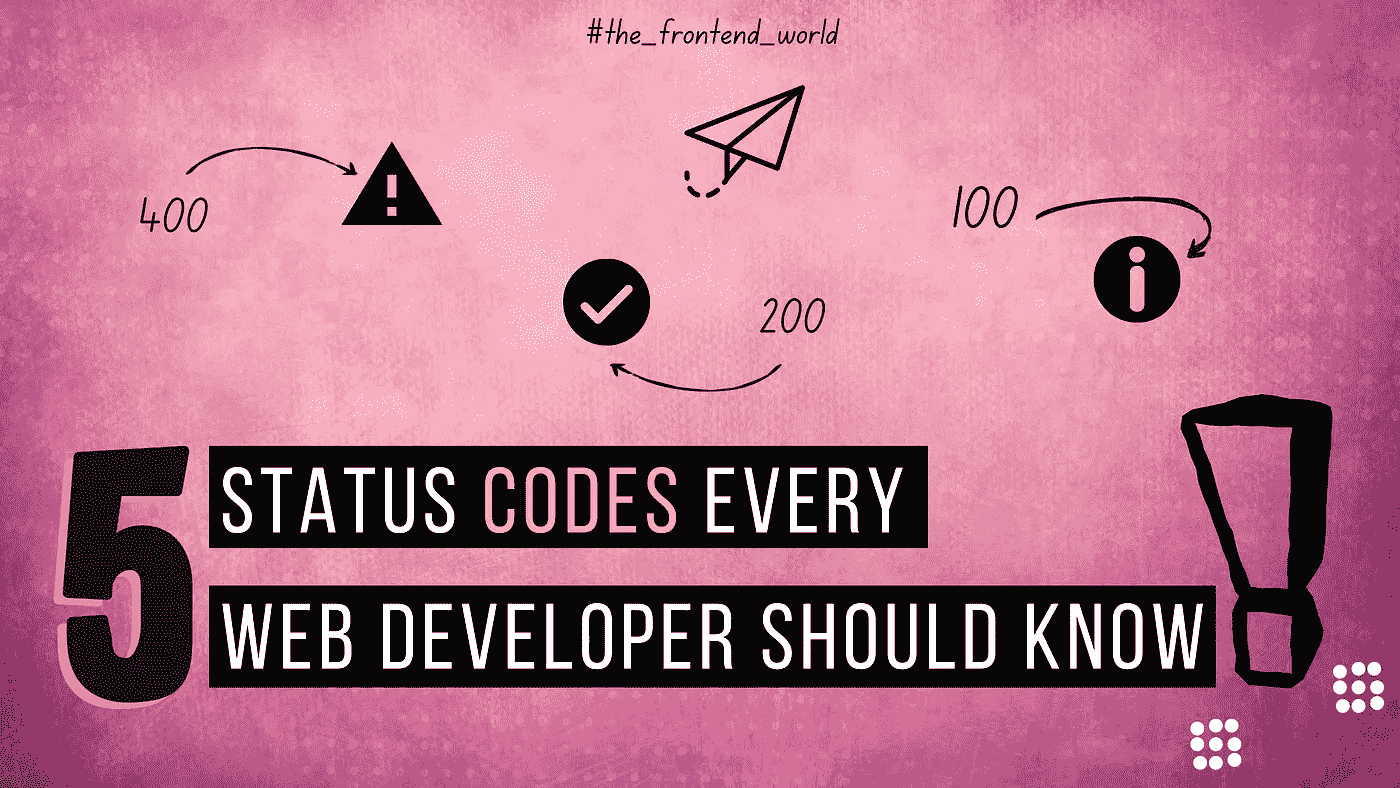 #the_frontend_world
400
100
200
5
STATUS CODES EVERY
WEB DEVELOPER SHOULD KNOW!